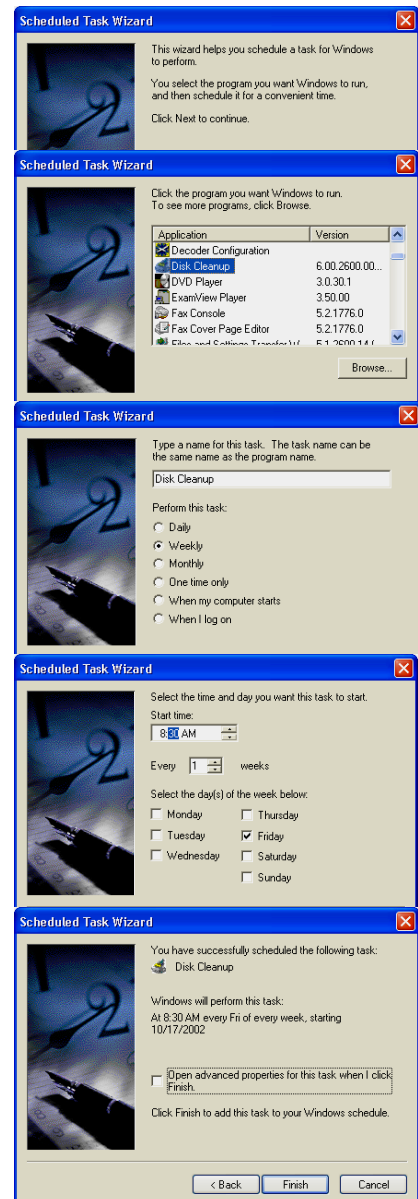 Scheduled Task Wizard
This wizard helps you schedule a task for Windows
to perform.
You select the program you want Windows to run,
and then schedule it for a convenient time.
Click Next to continue.
Scheduled Task Wizard
Click the program you want Windows to run.
To see more programs, click Browse.
Application Version
Decoder Configuration
Disk Cleanup 6.00.2600.00...
DVD Player 3.0.30.1
ExamView Player 3.50.00
Fax Console 5.2.1776.0
Fax Cover Page Editor 5.2.1776.0
Files and Settings Transfer
Browse...
Scheduled Task Wizard
Type a name for this task. The task name can be
the same name as the program name.
Disk Cleanup
Perform this task:
Daily
Weekly
Monthly
One time only
When my computer starts
When I log on
Scheduled Task Wizard
Select the time and day you want this task to start.
Start time:
8:30 AM
Every 1 weeks
Select the day(s) of the week below:
Monday Thursday
Tuesday Friday
Wednesday Saturday
Sunday
Scheduled Task Wizard
You have successfully scheduled the following task:
Disk Cleanup
Windows will perform this task:
At 8:30 AM every Fri of every week, starting
10/17/2002
Open advanced properties for this task when I click
Finish.
Click Finish to add this task to your Windows schedule.
< Back Finish Cancel